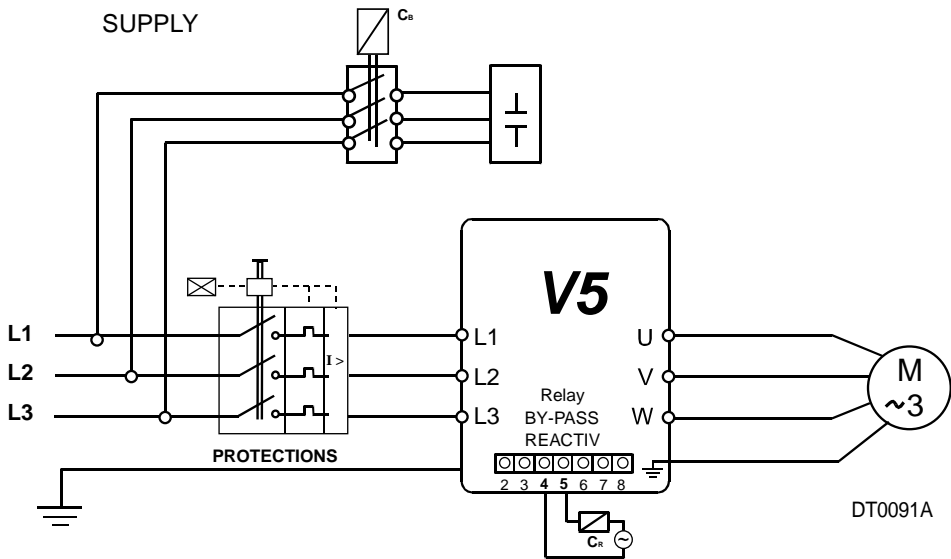 SUPPLY
CB
V5
L1
L2
L3
I >
L1
L2
L3
U
V
W
M
~3
Relay
BY-PASS
REACTIV
PROTECTIONS
2 3 4 5 6 7 8
CR
~
DT0091A